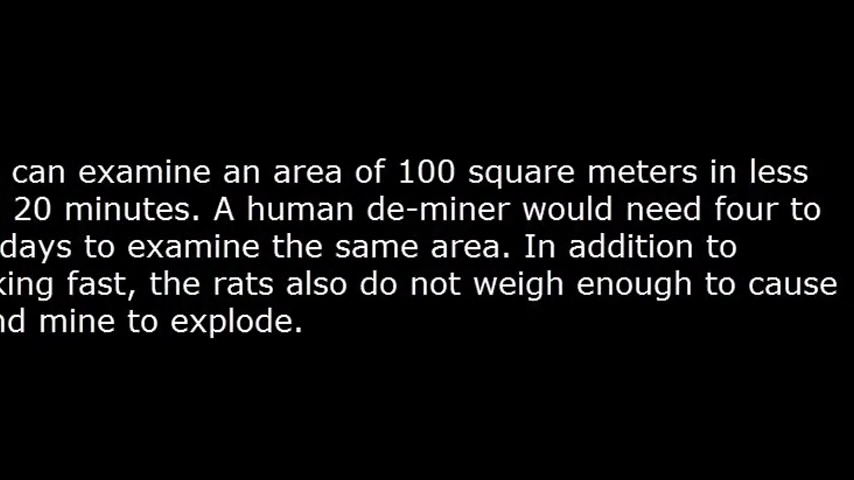 can examine an area of 100 square meters in less
20 minutes. A human de-miner would need four to
days to examine the same area. In addition to
king fast, the rats also do not weigh enough to cause
nd mine to explode.